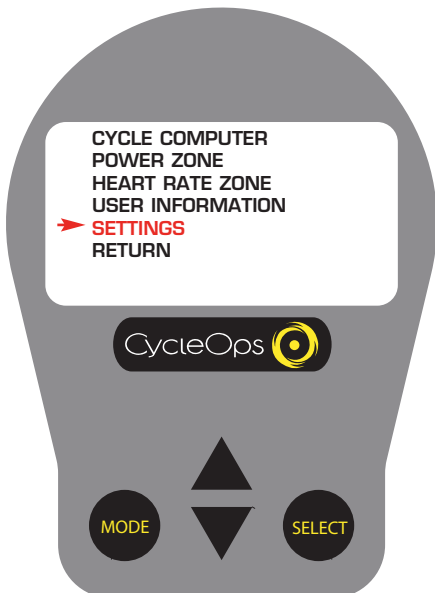 CYCLE COMPUTER
POWER ZONE
HEART RATE ZONE
USER INFORMATION
SETTINGS
RETURN
CycleOps
MODE
SELECT